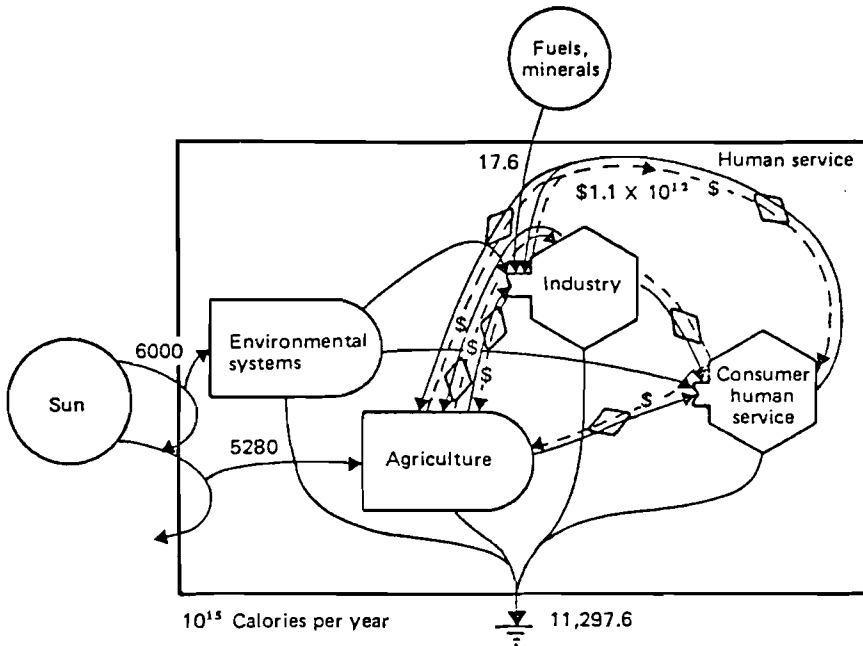 Fuels,
minerals
17.6
Human service
$1.1 X 10¹²
$
Industry
6000
Environmental
systems
$
$
$
Consumer
human
service
Sun
$
5280
Agriculture
10¹⁵ Calories per year
11,297.6